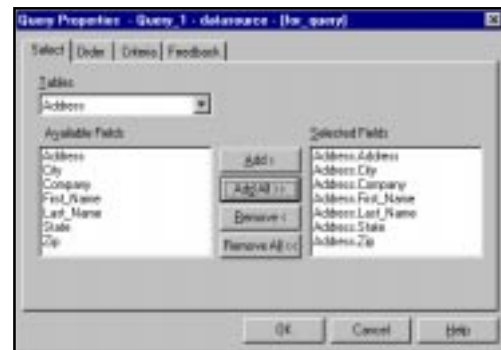 Query Properties - Query_1 - datasource - [for_query]
Select Order Criteria Feedback
Tables
Address
Available Fields
Address
City
Company
First_Name
Last_Name
State
Zip
Add >
Add All >>
Remove <
Remove All <<
Selected Fields
Address.Address
Address.City
Address.Company
Address.First_Name
Address.Last_Name
Address.State
Address.Zip
OK Cancel Help